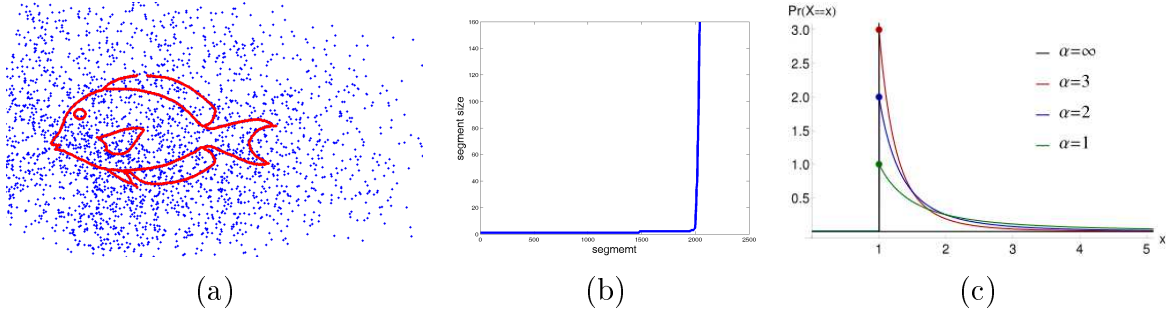 segment size
160
140
120
100
80
60
40
20
0
0 500 1000 1500 2000 2500
segmemt
Pr(X==x)
3.0
2.5
2.0
1.5
1.0
0.5
1 2 3 4 5 x
α=∞
α=3
α=2
α=1
(a) (b) (c)